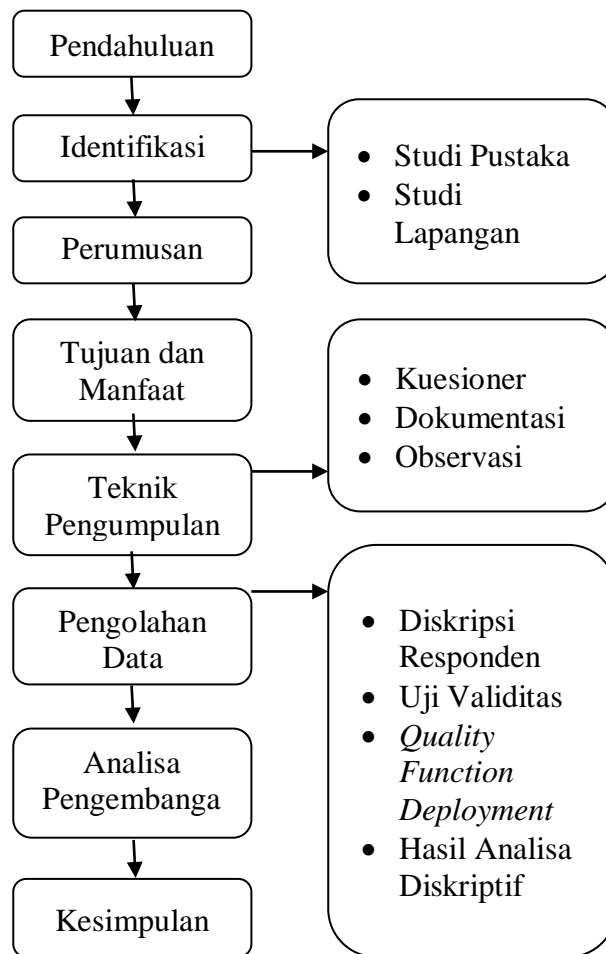 Pendahuluan
Identifikasi
• Studi Pustaka
• Studi
Lapangan
Perumusan
Tujuan dan
Manfaat
• Kuesioner
• Dokumentasi
• Observasi
Teknik
Pengumpulan
Pengolahan
Data
• Diskripsi
Responden
• Uji Validitas
• Quality
Function
Deployment
• Hasil Analisa
Diskriptif
Analisa
Pengembanga
Kesimpulan